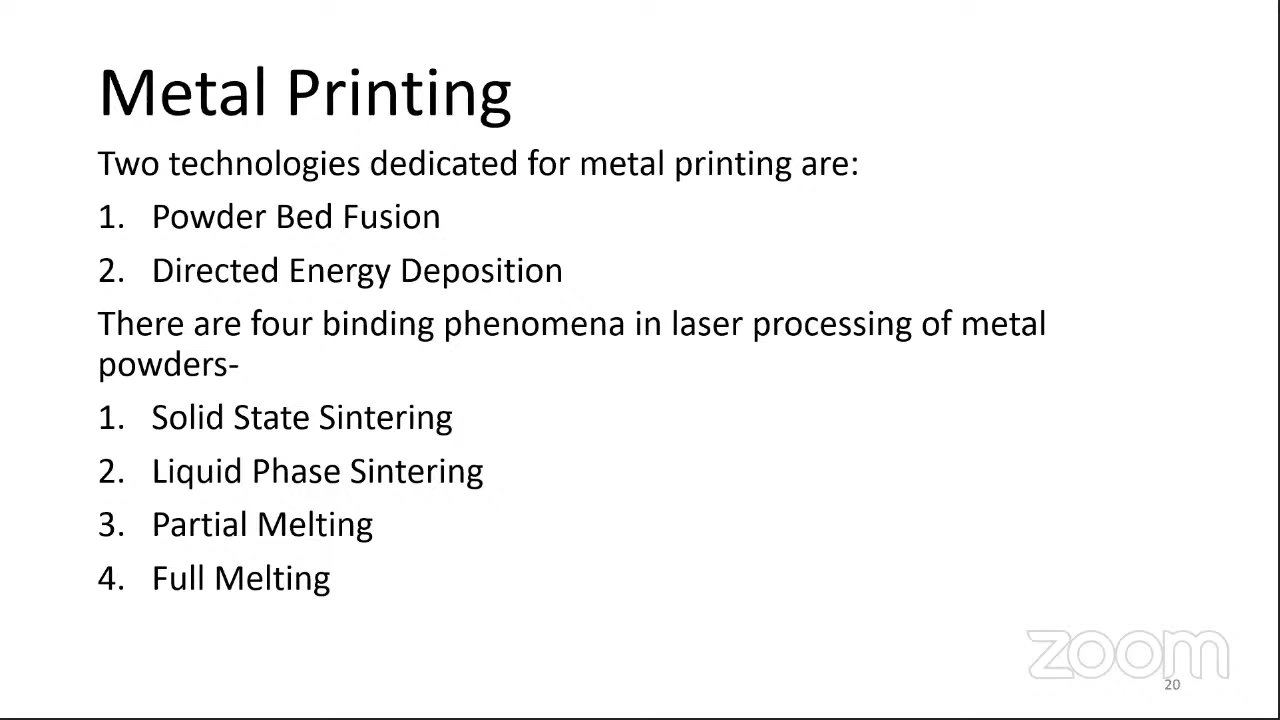 Metal Printing
Two technologies dedicated for metal printing are:
1. Powder Bed Fusion
2. Directed Energy Deposition
There are four binding phenomena in laser processing of metal
powders-
1. Solid State Sintering
2. Liquid Phase Sintering
3. Partial Melting
4. Full Melting
zoom
20